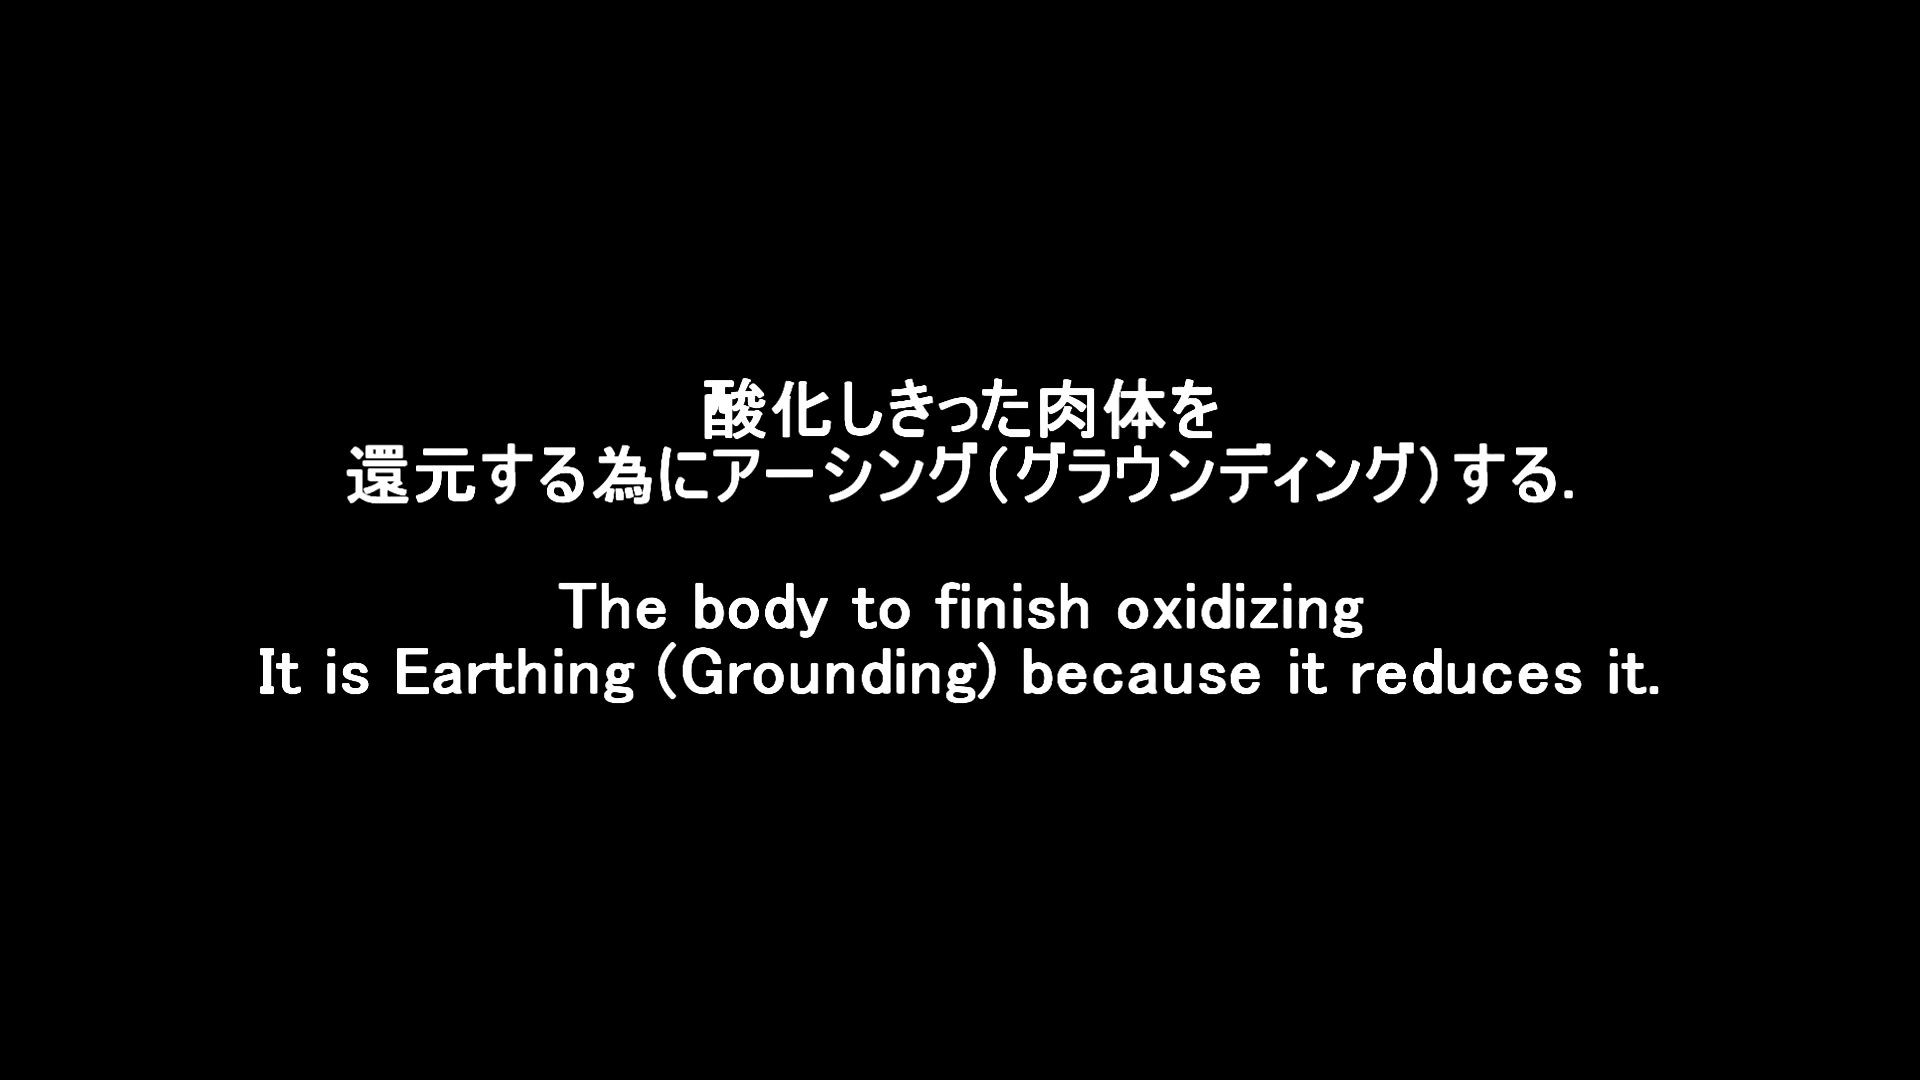 酸化しきった肉体を
還元する為にアーシング(グラウンディング)する.
The body to finish oxidizing
It is Earthing (Grounding) because it reduces it.